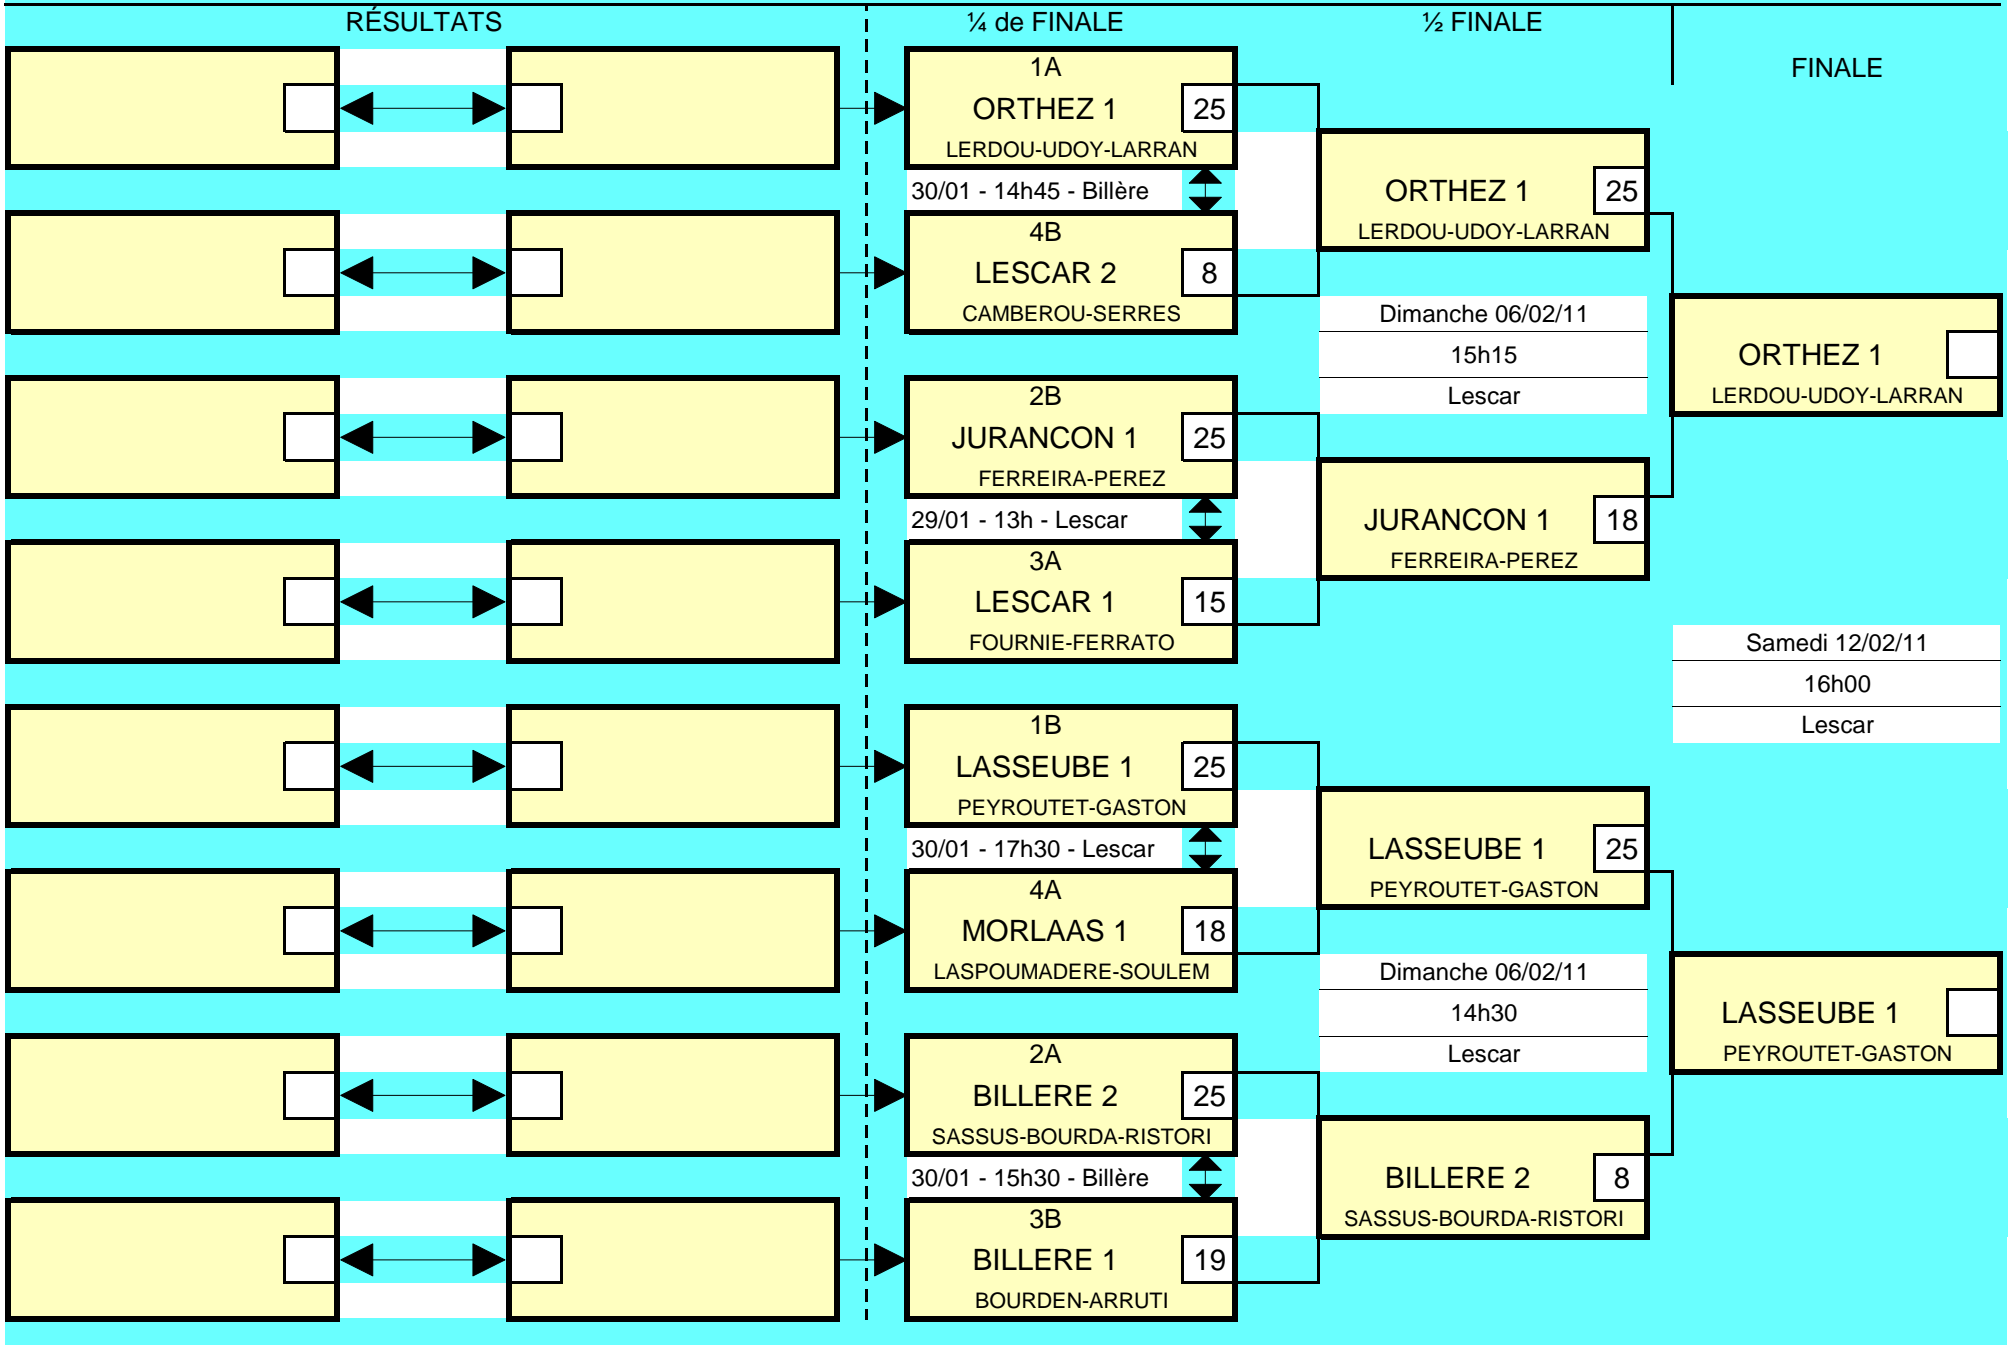 RÉSULTATS
¼ de FINALE
½ FINALE
FINALE
1A
ORTHEZ 1
25
LERDOU-UDOY-LARRAN
30/01 - 14h45 - Billère
4B
LESCAR 2
8
CAMBEROU-SERRES
2B
JURANCON 1
25
FERREIRA-PEREZ
29/01 - 13h - Lescar
3A
LESCAR 1
15
FOURNIE-FERRATO
1B
LASSEUBE 1
25
PEYROUTET-GASTON
30/01 - 17h30 - Lescar
4A
MORLAAS 1
18
LASPOUMADERE-SOULEM
2A
BILLERE 2
25
SASSUS-BOURDA-RISTORI
30/01 - 15h30 - Billère
3B
BILLERE 1
19
BOURDEN-ARRUTI
ORTHEZ 1
25
LERDOU-UDOY-LARRAN
Dimanche 06/02/11
15h15
Lescar
JURANCON 1
18
FERREIRA-PEREZ
LASSEUBE 1
25
PEYROUTET-GASTON
Dimanche 06/02/11
14h30
Lescar
BILLERE 2
8
SASSUS-BOURDA-RISTORI
ORTHEZ 1
LERDOU-UDOY-LARRAN
Samedi 12/02/11
16h00
Lescar
LASSEUBE 1
PEYROUTET-GASTON